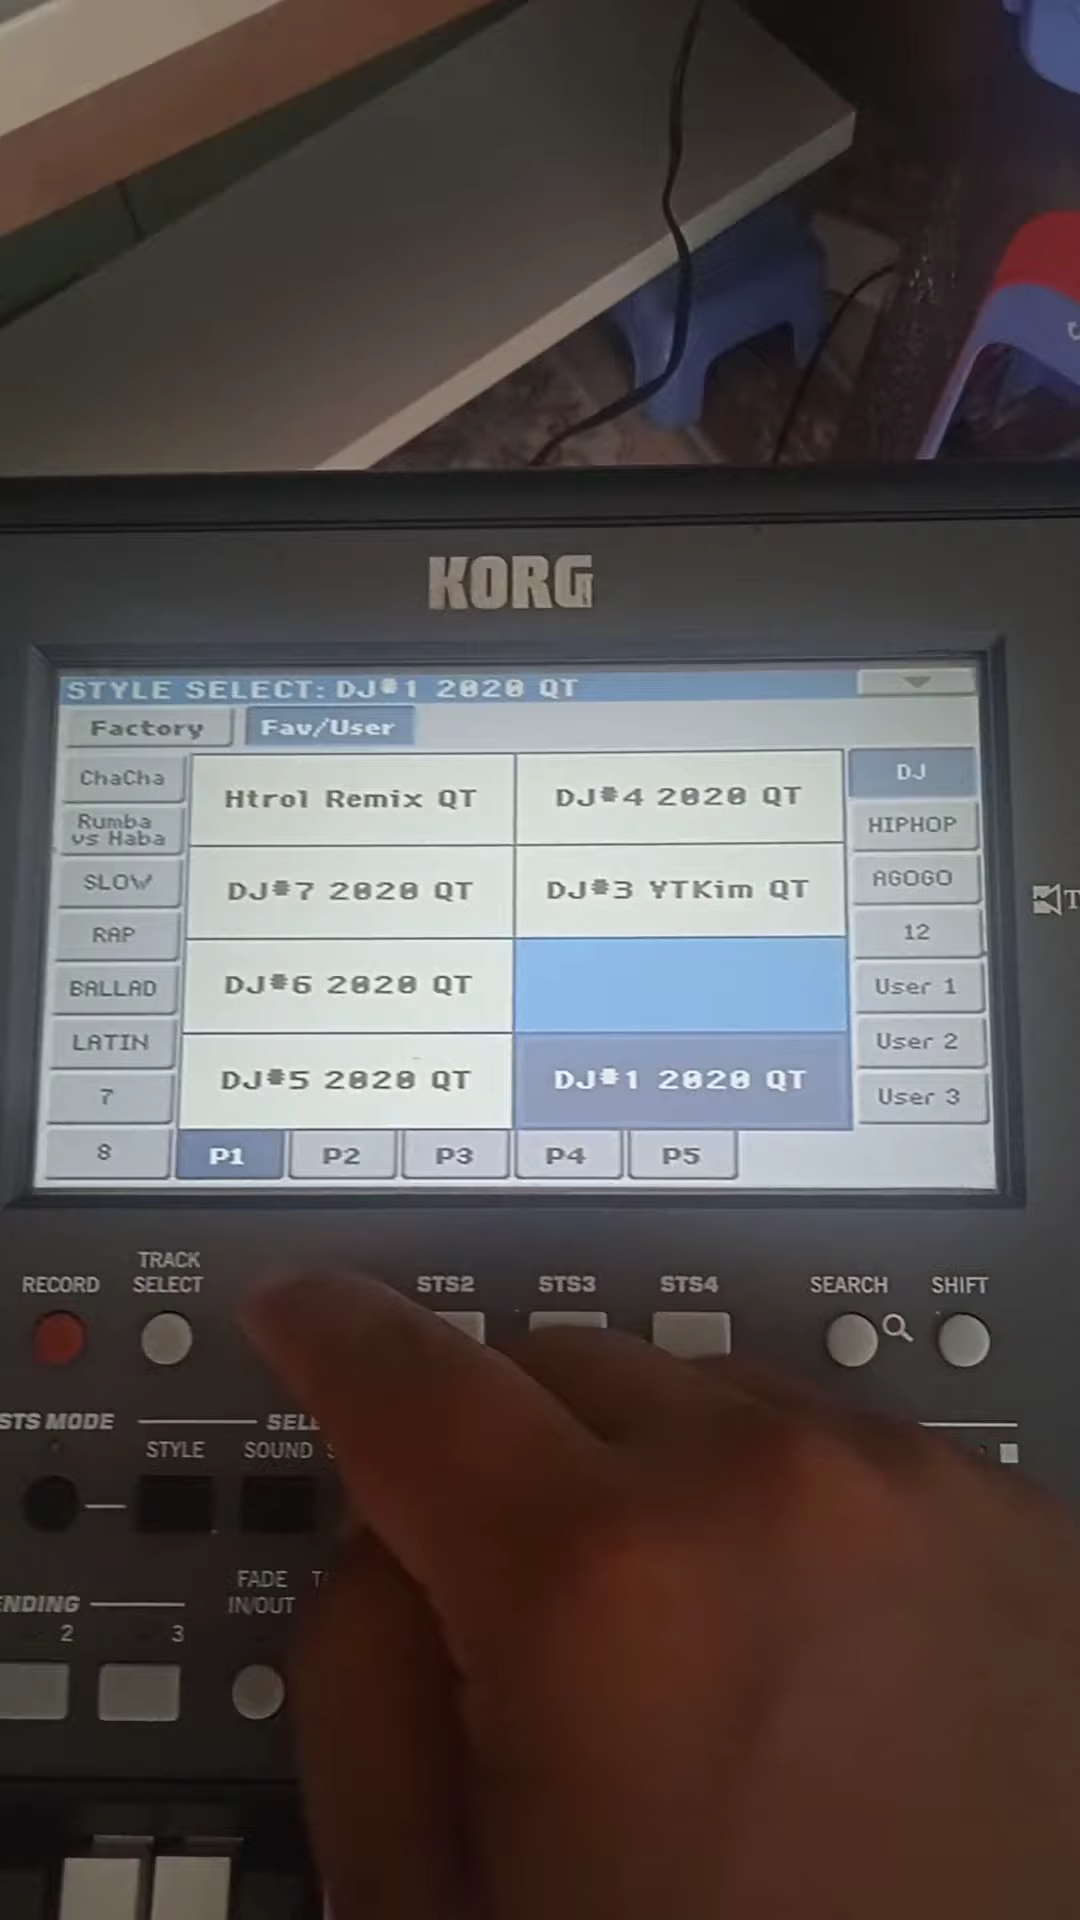 KORG
STYLE SELECT: DJ#1 2020 QT
Factory
Fav/User
ChaCha
Rumba
vs Haba
SLOW
RAP
BALLAD
LATIN
7
8
Htrol Remix QT
DJ#4 2020 QT
DJ#7 2020 QT
DJ#3 YTKim QT
DJ#6 2020 QT
DJ#5 2020 QT
DJ#1 2020 QT
DJ
HIPHOP
AGOGO
12
User 1
User 2
User 3
P1
P2
P3
P4
P5
RECORD
TRACK
SELECT
STS2
STS3
STS4
SEARCH
SHIFT
STS MODE
STYLE
SOUND
FADE
IN/OUT
2
3